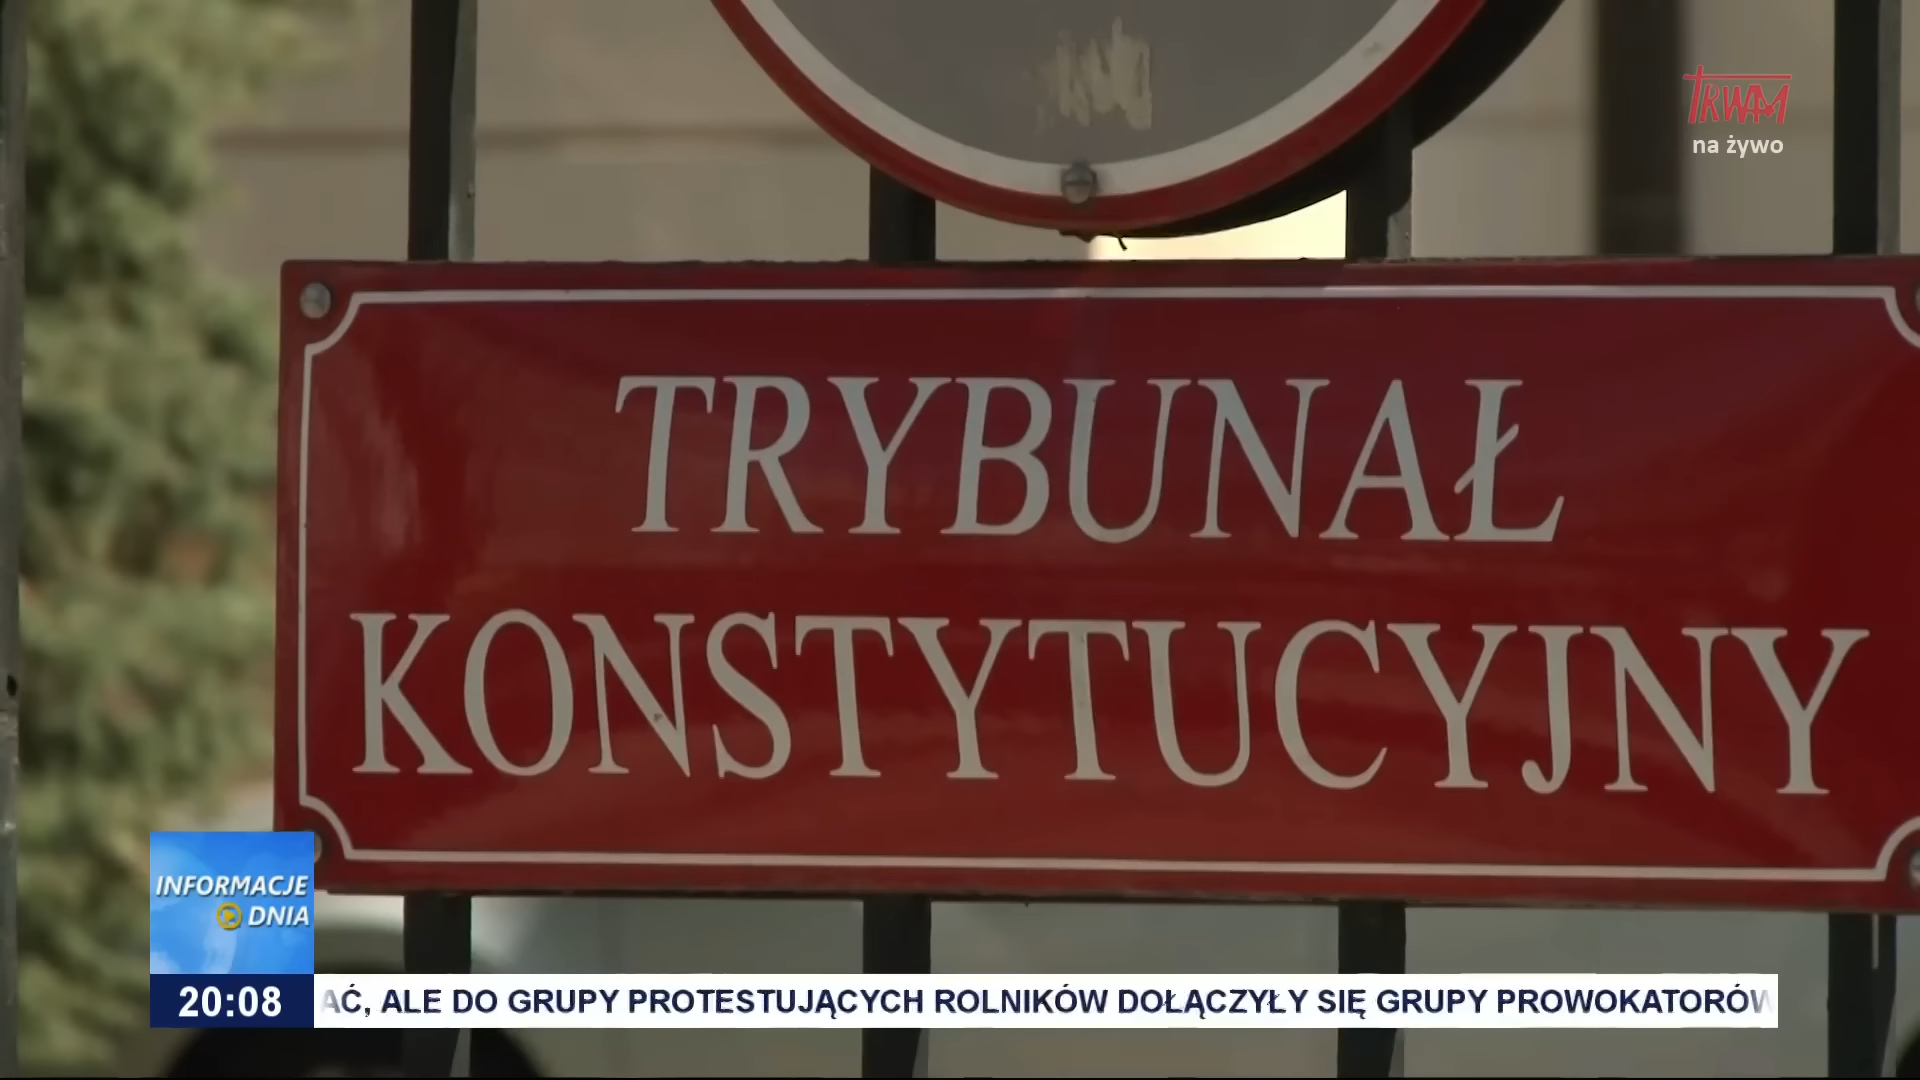 TRWAM
na żywo
TRYBUNAŁ
KONSTYTUCYJNY
INFORMACJE
DNIA
20:08
AĆ, ALE DO GRUPY PROTESTUJĄCYCH ROLNIKÓW DOŁĄCZYŁY SIĘ GRUPY PROWOKATORÓW